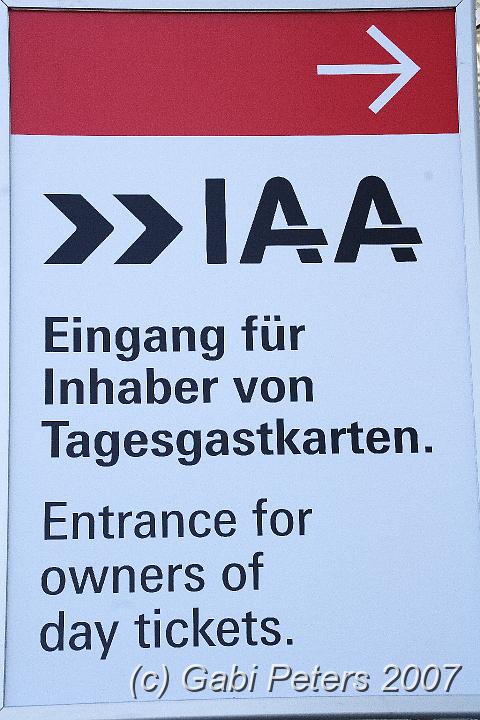 IAA
Eingang für
Inhaber von
Tagesgastkarten.
Entrance for
owners of
day tickets.
(c) Gabi Peters 2007